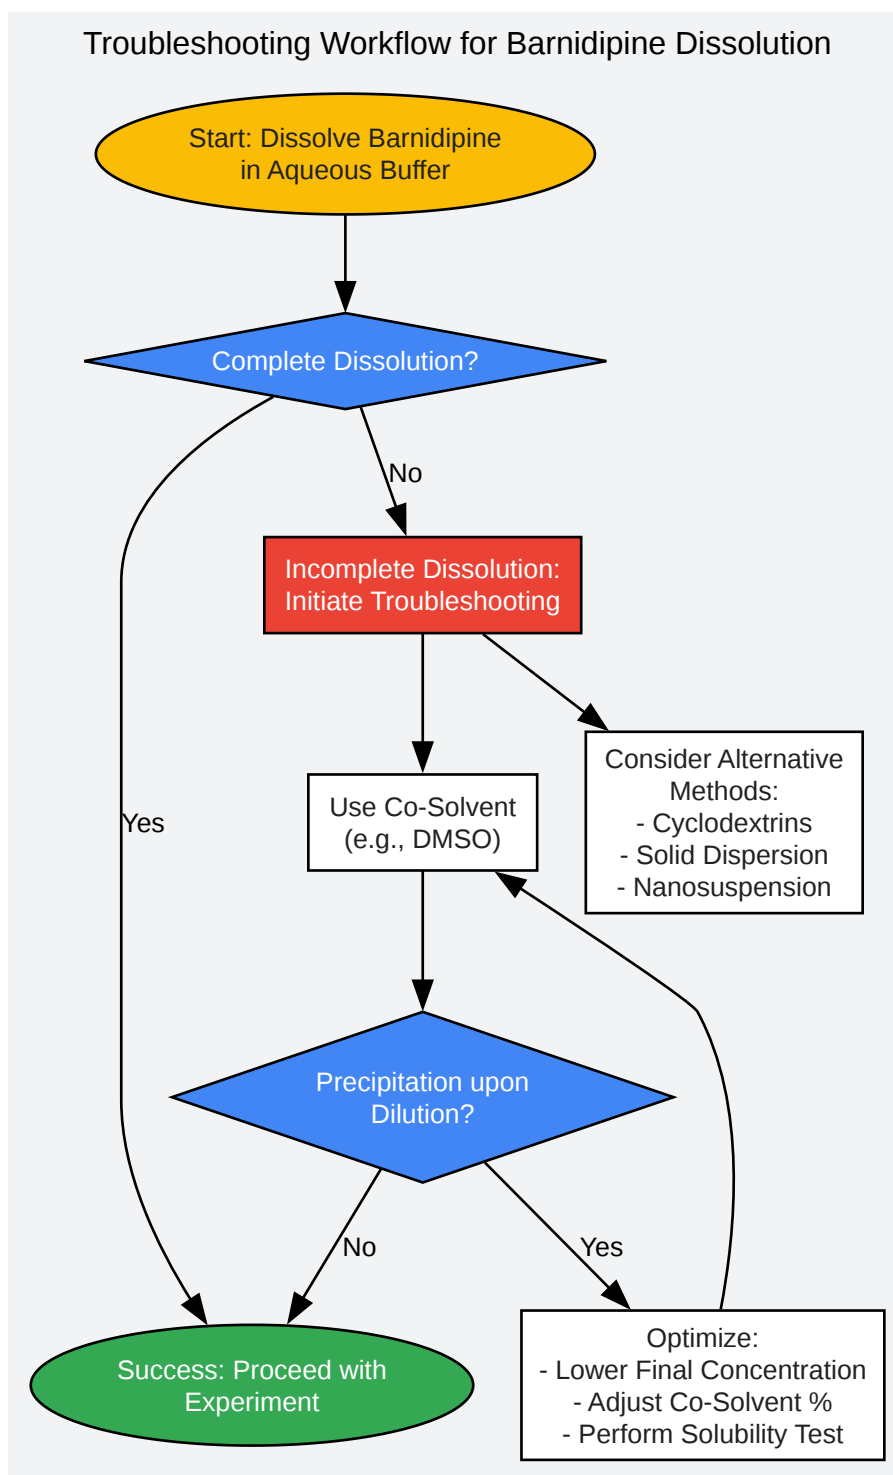 Troubleshooting Workflow for Barnidipine Dissolution
Start: Dissolve Barnidipine
in Aqueous Buffer
Complete Dissolution?
No
Incomplete Dissolution:
Initiate Troubleshooting
Consider Alternative
Methods:
- Cyclodextrins
- Solid Dispersion
- Nanosuspension
Use Co-Solvent
(e.g., DMSO)
Yes
Precipitation upon
Dilution?
No
Yes
Success: Proceed with
Experiment
Optimize:
- Lower Final Concentration
- Adjust Co-Solvent %
- Perform Solubility Test